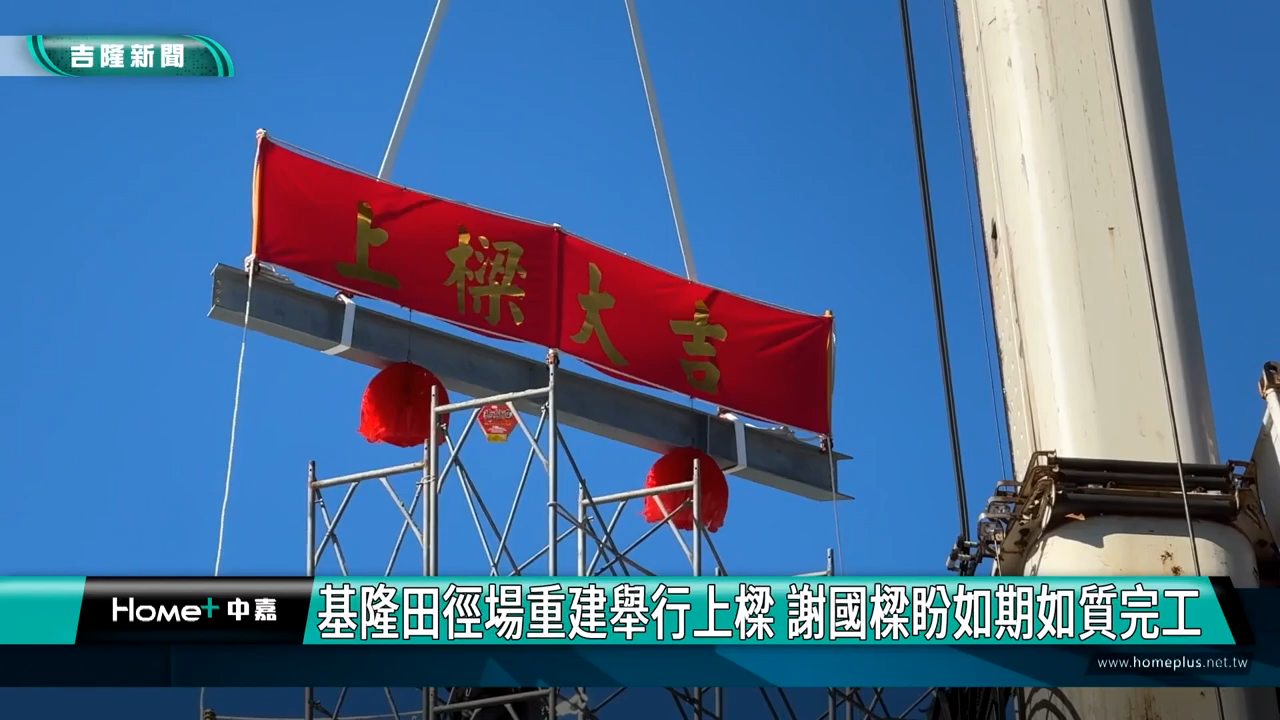 吉隆新聞
上樑大吉
Home+ 中嘉
基隆田徑場重建舉行上樑 謝國樑盼如期如質完工
www.homeplus.net.tw